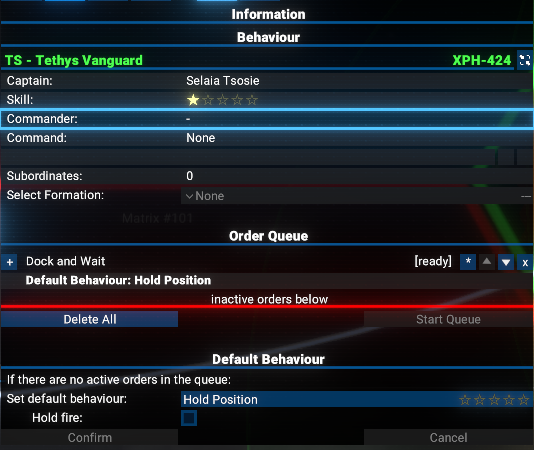 Information
Behaviour
TS - Tethys Vanguard XPH-424
Captain: Selaia Tsosie
Skill:
Commander: -
Command: None
Subordinates: 0
Select Formation: None
Matrix #101
Order Queue
+ Dock and Wait [ready] * x
Default Behaviour: Hold Position
inactive orders below
Delete All Start Queue
Default Behaviour
If there are no active orders in the queue:
Set default behaviour: Hold Position
Hold fire:
Confirm Cancel